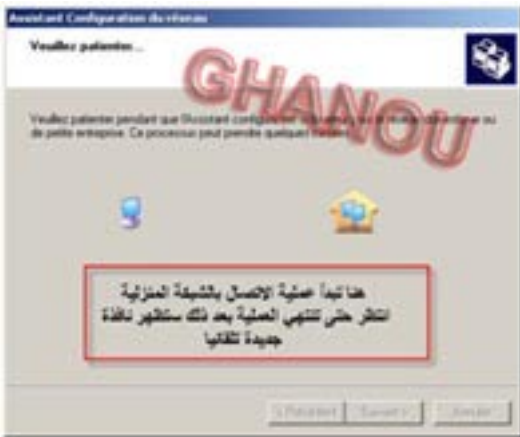 Assistant Configuration du réseau
Veuillez patienter...
GHANOU
Veuillez patienter pendant que l'Assistant configure
de petite entreprise. Ce processus peut prendre quelques
هنا تبدأ عملية الإتصال بالشبكة المنزلية
انتظر حتى تنتهي العملية بعد ذلك ستظهر نافذة
جديدة تلقائيا
< Précédent
Suivant >
Annuler